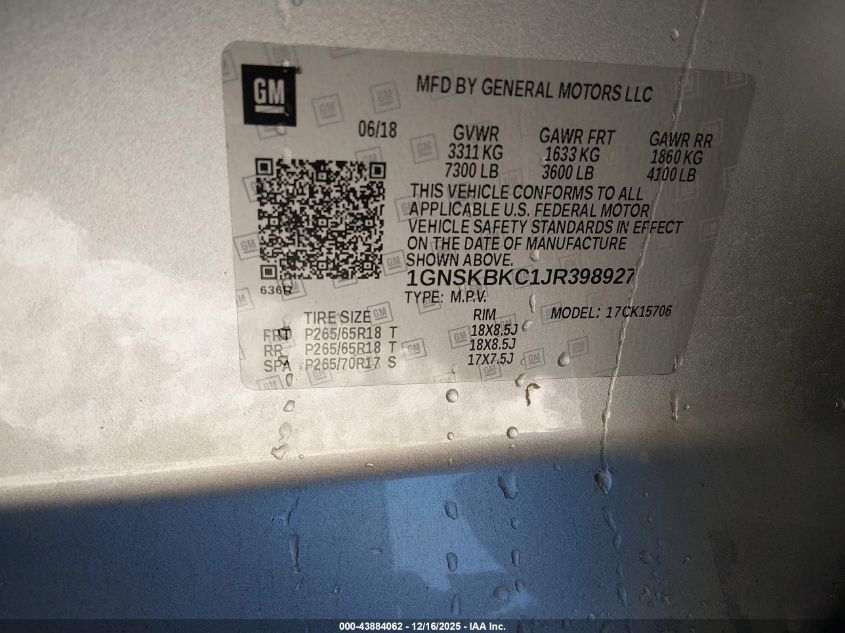 GM
MFD BY GENERAL MOTORS LLC
06/18
GVWR GAWR FRT GAWR RR
3311 KG 1633 KG 1860 KG
7300 LB 3600 LB 4100 LB
THIS VEHICLE CONFORMS TO ALL
APPLICABLE U.S. FEDERAL MOTOR
VEHICLE SAFETY STANDARDS IN EFFECT
ON THE DATE OF MANUFACTURE
SHOWN ABOVE.
1GNSKBKC1JR398927
TYPE: M.P.V. MODEL: 17CK15706
TIRE SIZE RIM
FRT P265/65R18 T 18X8.5J
RR P265/65R18 T 18X8.5J
SPA P265/70R17 S 17X7.5J
000-43884062 - 12/16/2025 - IAA Inc.